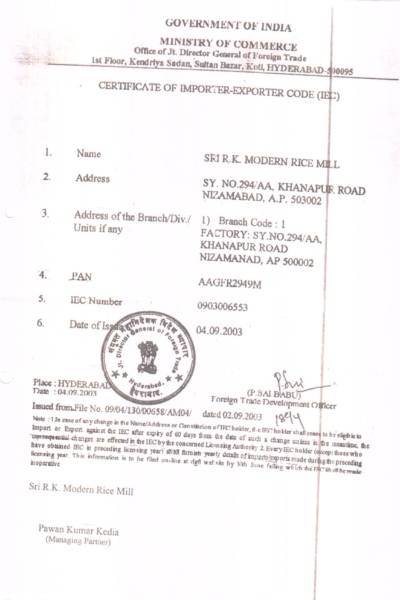 GOVERNMENT OF INDIA
MINISTRY OF COMMERCE
Office of Jt. Director General of Foreign Trade
1st Floor, Kendriya Sadan, Sultan Bazar, Koti, HYDERABAD-500095
CERTIFICATE OF IMPORTER-EXPORTER CODE (IEC)
1. Name SRI R.K. MODERN RICE MILL
2. Address SY. NO.294/AA, KHANAPUR ROAD
NIZAMABAD, A.P. 503002
3. Address of the Branch/Div./ 1) Branch Code : 1
Units if any FACTORY: SY.NO.294/AA,
KHANAPUR ROAD
NIZAMANAD, AP 500002
4. PAN AAGFR2949M
5. IEC Number 0903006553
6. Date of Issue 04.09.2003
संयुक्त महानिदेशक विदेश व्यापार
Jt. Director General of Foreign Trade
Hyderabad.
हैदराबाद.
Place : HYDERABAD
Date : 04.09.2003
(P.SAI BABU)
Foreign Trade Development Officer
Issued from File No. 09/04/130/00658/AM04/ dated 02.09.2003
Note : 1.In case of any change in the Name/Address or Constitution of IEC holder, the IEC holder shall cease to be eligible to
Import or Export against the IEC after expiry of 60 days from the date of such a change unless in the meantime, the
consequential changes are effected in the IEC by the concerned Licensing Authority 2. Every IEC holder (except those who
have obtained IEC in preceding licensing year) shall furnish yearly details of imports/exports made during the preceding
licensing year. This information is to be filed on-line at dgft web site by 30th June failing which the IEC shall be made
inoperative
Sri R.K. Modern Rice Mill
Pawan Kumar Kedia
(Managing Partner)